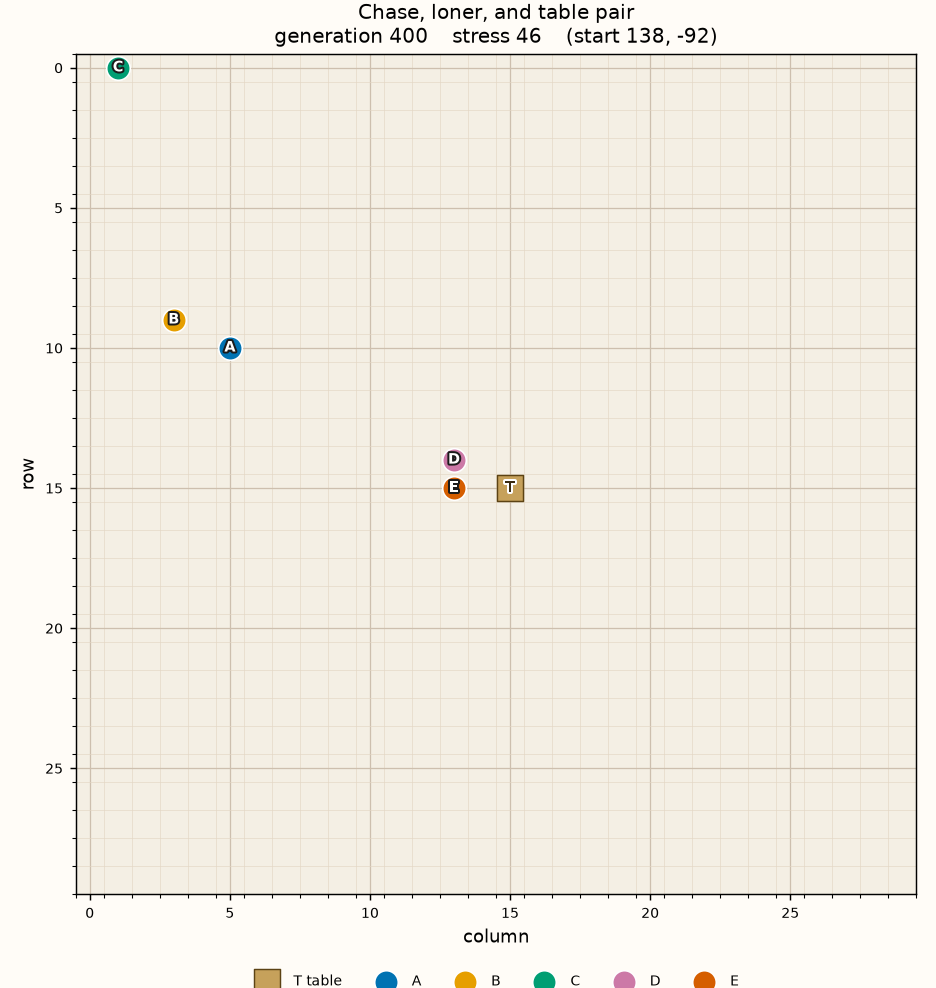 Chase, loner, and table pair
generation 400    stress 46    (start 138, -92)
0
C
5
B
10
A
D
15
E
T
20
25
row
0 5 10 15 20 25
column
T table A B C D E